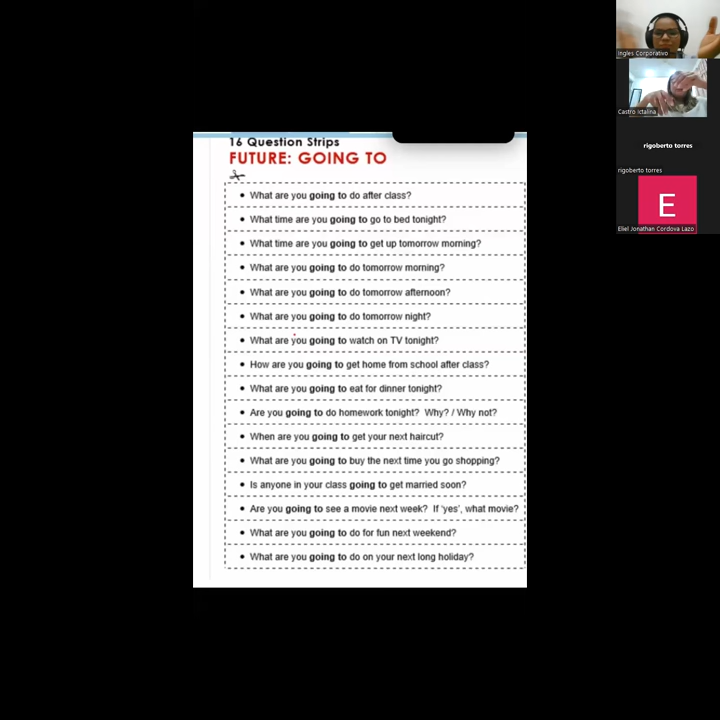 Ingles Corporativo
Castro Ictalina
rigoberto torres
rigoberto torres
E
Eliel Jonathan Cordova Lazo
16 Question Strips
FUTURE: GOING TO
• What are you going to do after class?
• What time are you going to go to bed tonight?
• What time are you going to get up tomorrow morning?
• What are you going to do tomorrow morning?
• What are you going to do tomorrow afternoon?
• What are you going to do tomorrow night?
• What are you going to watch on TV tonight?
• How are you going to get home from school after class?
• What are you going to eat for dinner tonight?
• Are you going to do homework tonight? Why? / Why not?
• When are you going to get your next haircut?
• What are you going to buy the next time you go shopping?
• Is anyone in your class going to get married soon?
• Are you going to see a movie next week? If 'yes', what movie?
• What are you going to do for fun next weekend?
• What are you going to do on your next long holiday?